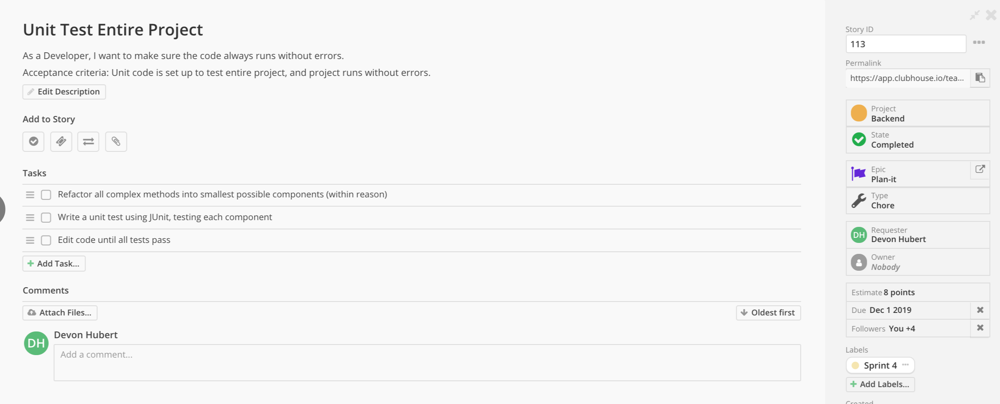 Unit Test Entire Project
As a Developer, I want to make sure the code always runs without errors.
Acceptance criteria: Unit code is set up to test entire project, and project runs without errors.
Edit Description
Add to Story
Tasks
Refactor all complex methods into smallest possible components (within reason)
Write a unit test using JUnit, testing each component
Edit code until all tests pass
Add Task...
Comments
Attach Files...
Oldest first
DH
Devon Hubert
Add a comment...
Story ID
113
Permalink
https://app.clubhouse.io/tea...
Project
Backend
State
Completed
Epic
Plan-it
Type
Chore
DH
Requester
Devon Hubert
Owner
Nobody
Estimate 8 points
Due Dec 1 2019
Followers You +4
Labels
Sprint 4
Add Labels...
Created